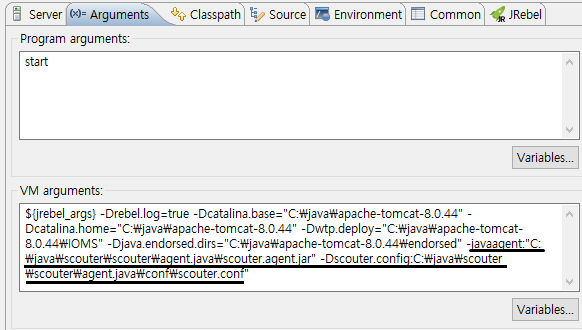 Server (x)= Arguments Classpath Source Environment Common JRebel
Program arguments:
start
Variables...
VM arguments:
${jrebel_args} -Drebel.log=true -Dcatalina.base="C:₩java₩apache-tomcat-8.0.44" -
Dcatalina.home="C:₩java₩apache-tomcat-8.0.44" -Dwtp.deploy="C:₩java₩apache-tomcat-
8.0.44₩IOMS" -Djava.endorsed.dirs="C:₩java₩apache-tomcat-8.0.44₩endorsed" -javaagent:"C:
₩java₩scouter₩scouter₩agent.java₩scouter.agent.jar" -Dscouter.config:C:₩java₩scouter
₩scouter₩agent.java₩conf₩scouter.conf"
Variables...